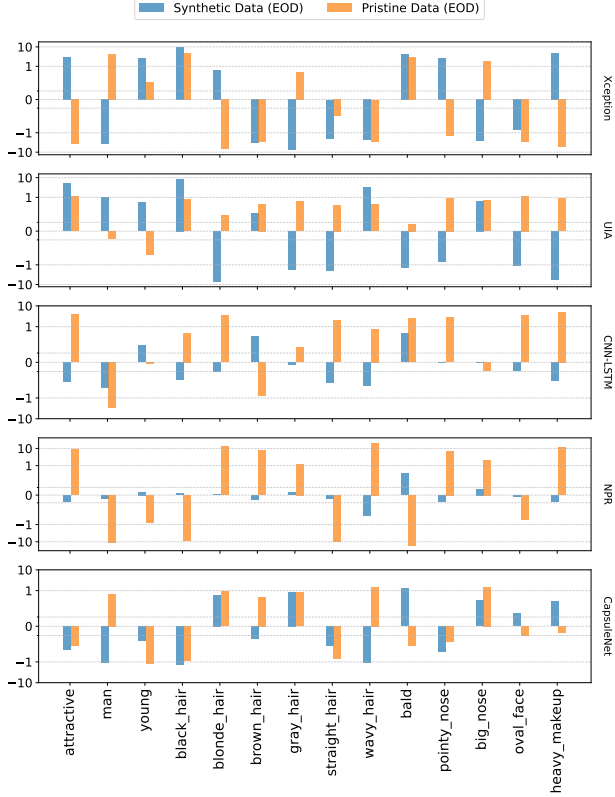 Synthetic Data (EOD) Pristine Data (EOD)
10
1
0
−1
−10
Xception
10
1
0
−1
−10
UIA
10
1
0
−1
−10
CNN-LSTM
10
1
0
−1
−10
NPR
10
1
0
−1
−10
CapsuleNet
attractive
man
young
black_hair
blonde_hair
brown_hair
gray_hair
straight_hair
wavy_hair
bald
pointy_nose
big_nose
oval_face
heavy_makeup